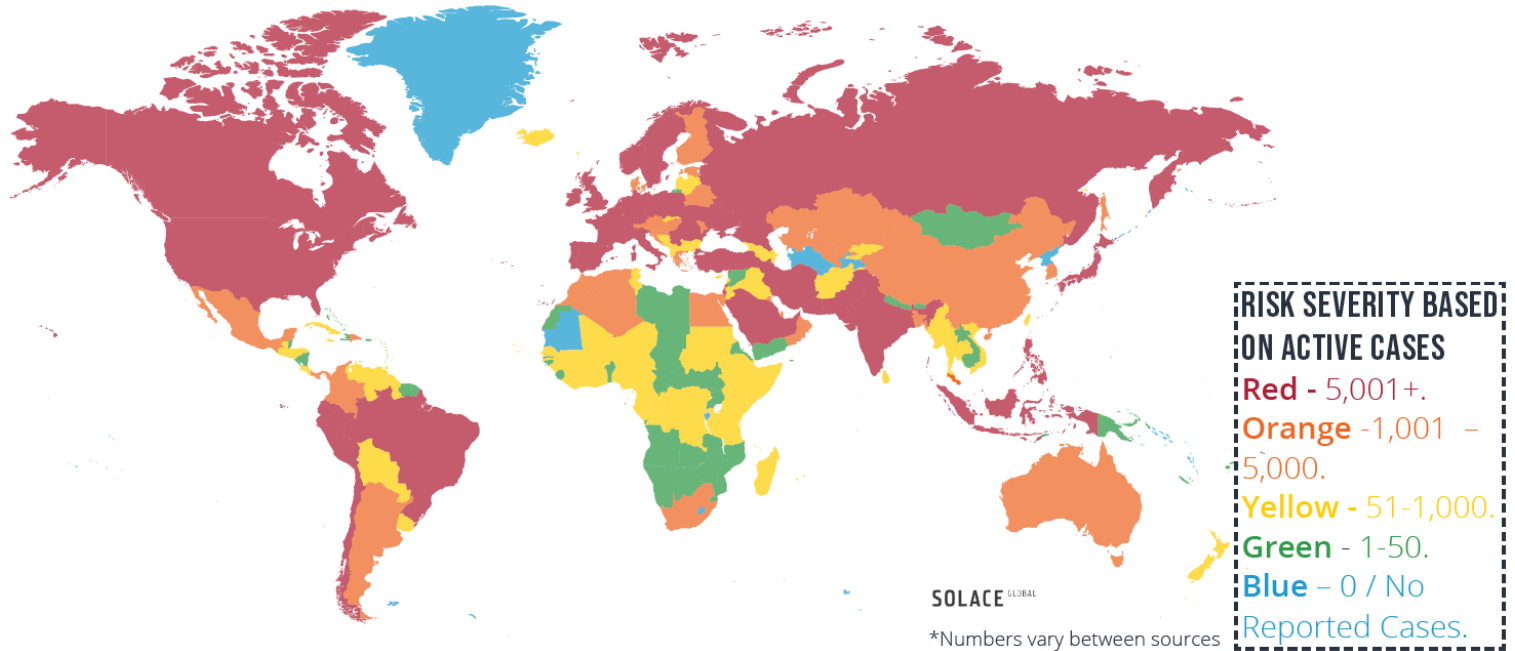 RISK SEVERITY BASED
ON ACTIVE CASES
Red - 5,001+.
Orange -1,001 –
5,000.
Yellow - 51-1,000.
Green - 1-50.
Blue – 0 / No
Reported Cases.
SOLACE GLOBAL
*Numbers vary between sources